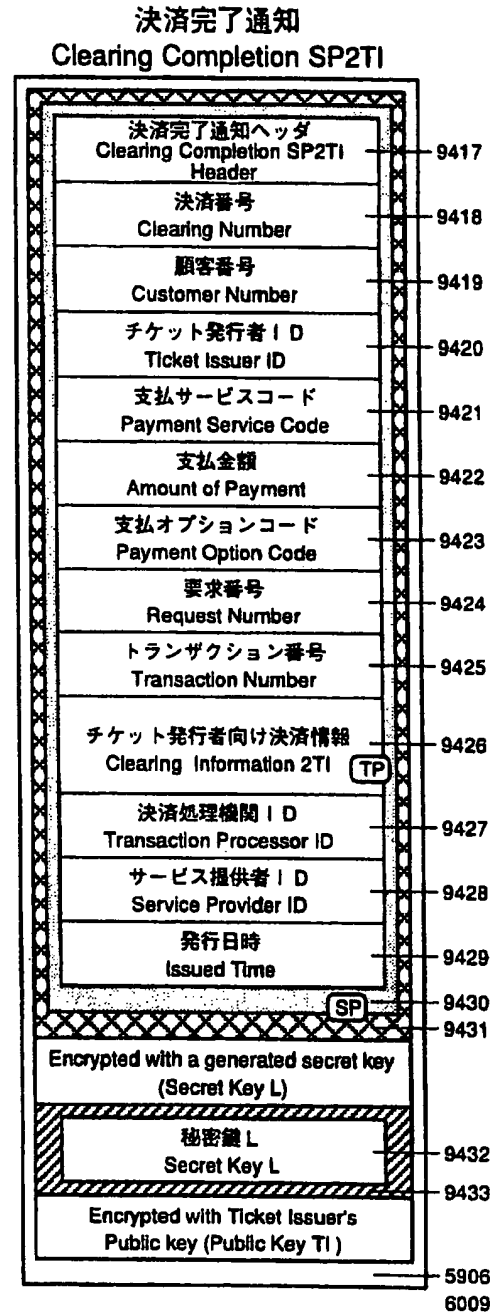 決済完了通知
Clearing Completion SP2TI
決済完了通知ヘッダ
Clearing Completion SP2TI
Header
9417
決済番号
Clearing Number
9418
顧客番号
Customer Number
9419
チケット発行者ID
Ticket Issuer ID
9420
支払サービスコード
Payment Service Code
9421
支払金額
Amount of Payment
9422
支払オプションコード
Payment Option Code
9423
要求番号
Request Number
9424
トランザクション番号
Transaction Number
9425
チケット発行者向け決済情報
Clearing Information 2TI
TP
9426
決済処理機関ID
Transaction Processor ID
9427
サービス提供者ID
Service Provider ID
9428
発行日時
Issued Time
9429
SP
9430
9431
Encrypted with a generated secret key
(Secret Key L)
秘密鍵L
Secret Key L
9432
9433
Encrypted with Ticket Issuer's
Public key (Public Key TI )
5906
6009